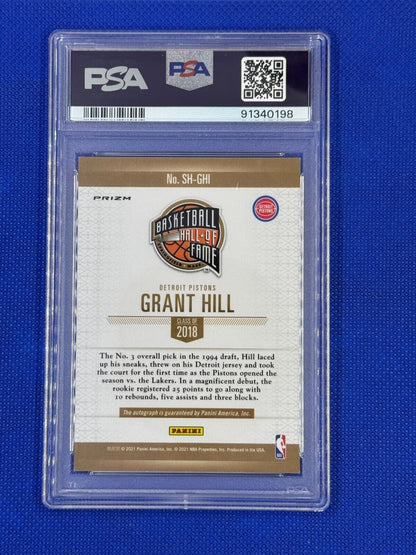 PSA
PSA
91340198
No. SH-GHI
PRIZM
BASKETBALL
HALL OF
FAME
DETROIT PISTONS
DETROIT PISTONS
GRANT HILL
CLASS OF
2018
The No. 3 overall pick in the 1994 draft, Hill laced
up his sneaks, threw on his Detroit jersey and took
the court for the first time as the Pistons opened the
season vs. the Lakers. In a magnificent debut, the
rookie registered 25 points to go along with
10 rebounds, five assists and three blocks.
The autograph is guaranteed by Panini America, Inc.
PANINI
© 2021 Panini America, Inc. © 2021 NBA Properties, Inc. Produced in the USA.
NBA
PSA